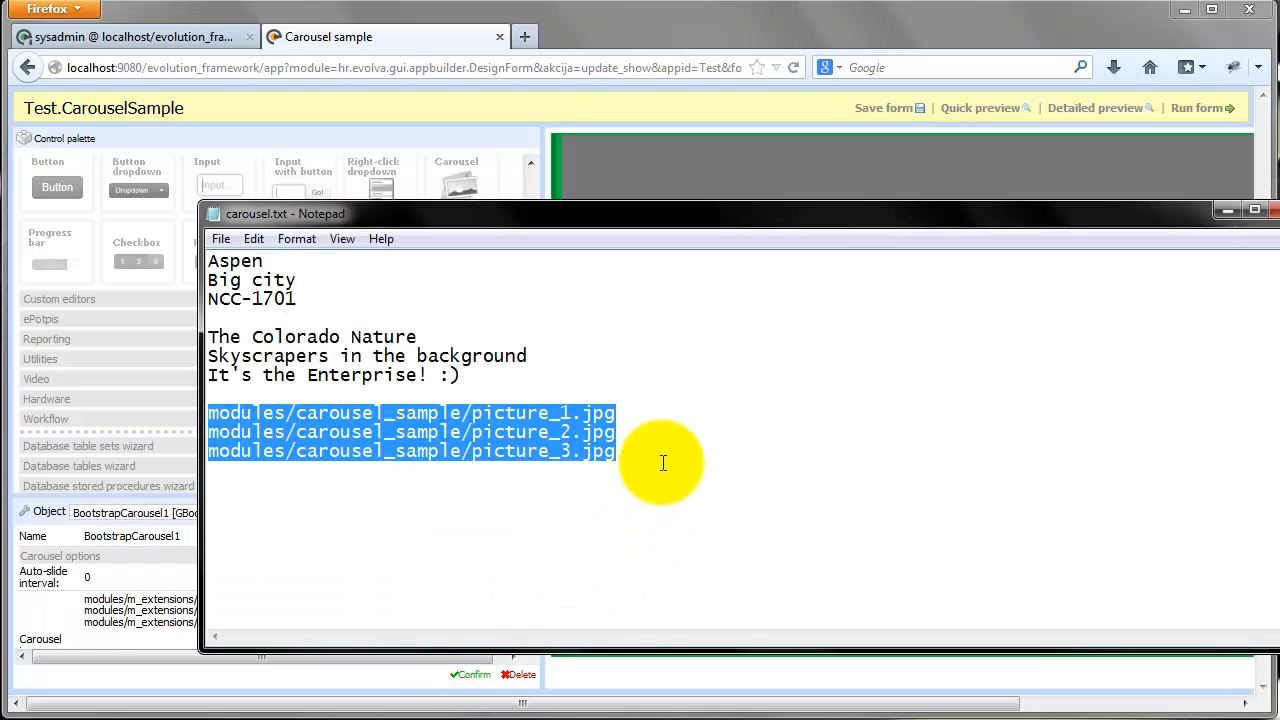 Firefox
sysadmin @ localhost/evolution_fra...
Carousel sample
localhost:9080/evolution_framework/app?module=hr.evolva.gui.appbuilder.DesignForm&akcija=update_show&appid=Test&fo
Google
Test.CarouselSample
Save form
Quick preview
Detailed preview
Run form
Control palette
Button
Button dropdown
Input
Input with button
Right-click dropdown
Carousel
Button
Dropdown
Input...
Go!
carousel.txt - Notepad
File Edit Format View Help
Progress bar
Checkbox
1 2 3
Aspen
Big city
NCC-1701
The Colorado Nature
Skyscrapers in the background
It's the Enterprise! :)
modules/carousel_sample/picture_1.jpg
modules/carousel_sample/picture_2.jpg
modules/carousel_sample/picture_3.jpg
Custom editors
ePotpis
Reporting
Utilities
Video
Hardware
Workflow
Database table sets wizard
Database tables wizard
Database stored procedures wizard
Object
BootstrapCarousel1 [GBoo
Name
BootstrapCarousel1
Carousel options
Auto-slide interval:
0
modules/m_extensions/
modules/m_extensions/
modules/m_extensions/
Carousel
Confirm
Delete